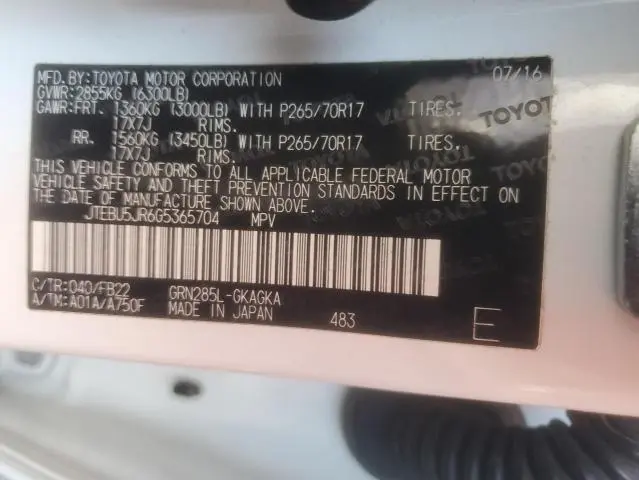 MFD.BY:TOYOTA MOTOR CORPORATION 07/16
GVWR:2855KG (6300LB)
GAWR:FRT. 1360KG (3000LB) WITH P265/70R17 TIRES.
17X7J RIMS.
RR. 1560KG (3450LB) WITH P265/70R17 TIRES.
17X7J RIMS.
THIS VEHICLE CONFORMS TO ALL APPLICABLE FEDERAL MOTOR
VEHICLE SAFETY AND THEFT PREVENTION STANDARDS IN EFFECT ON
THE DATE OF MANUFACTURE SHOWN ABOVE.
JTEBU5JR6G5365704 MPV
C/TR:040/FB22 GRN285L-GKAGKA
A/TM:A01A/A750F MADE IN JAPAN 483 E